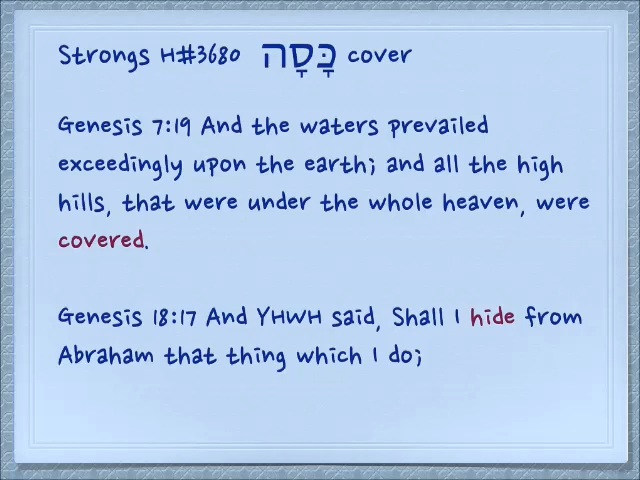 Strongs H#3680 כָּסָה cover
Genesis 7:19 And the waters prevailed
exceedingly upon the earth; and all the high
hills, that were under the whole heaven, were
covered.
Genesis 18:17 And YHWH said, Shall I hide from
Abraham that thing which I do;